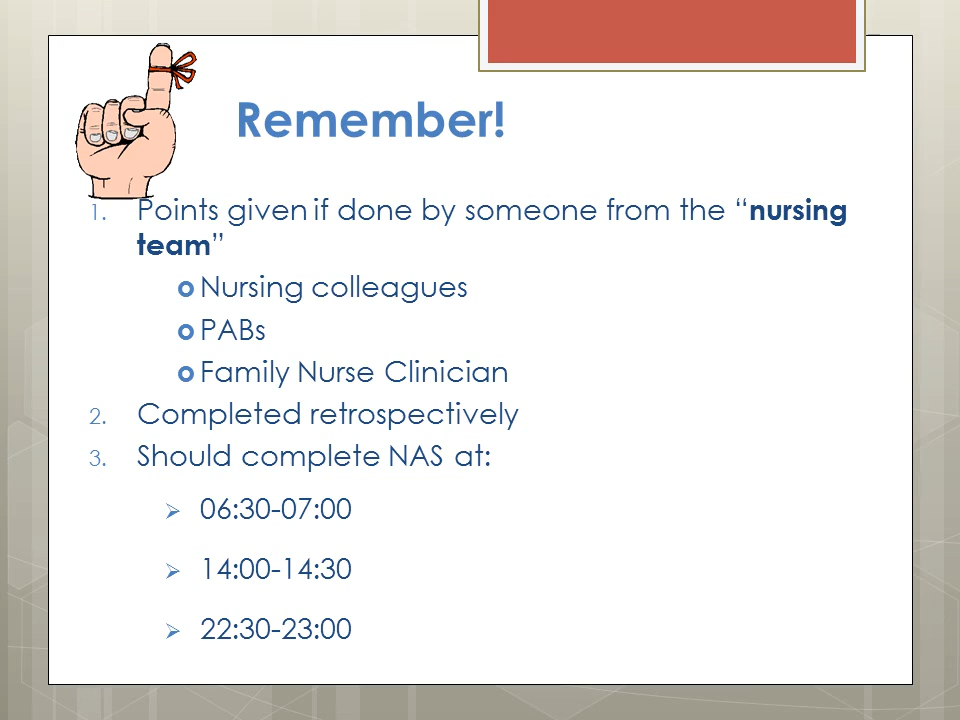 Remember!
1. Points given if done by someone from the “nursing
team”
Nursing colleagues
PABs
Family Nurse Clinician
2. Completed retrospectively
3. Should complete NAS at:
06:30-07:00
14:00-14:30
22:30-23:00